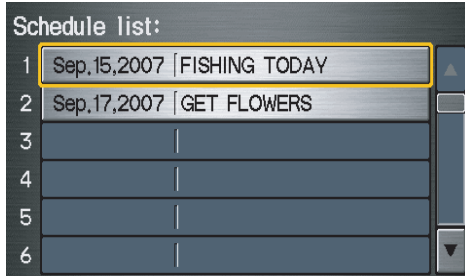 Schedule list:
1 Sep.15,2007 FISHING TODAY
2 Sep.17,2007 GET FLOWERS
3
4
5
6